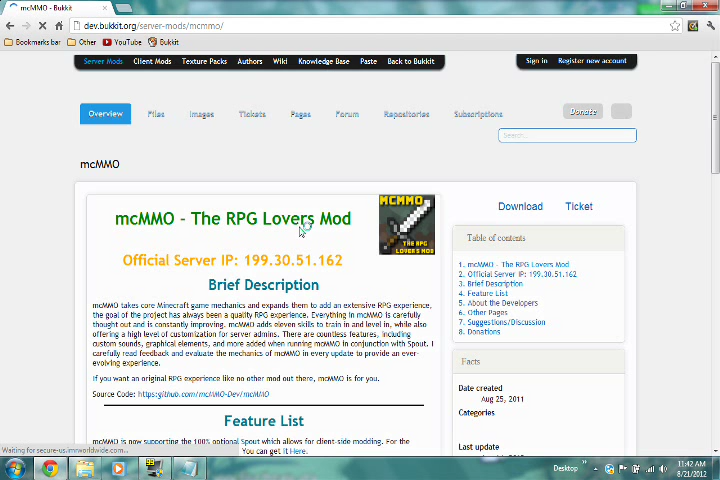 mcMMO - Bukkit
dev.bukkit.org/server-mods/mcmmo/
Bookmarks bar Other YouTube Bukkit
Server Mods Client Mods Texture Packs Authors Wiki Knowledge Base Paste Back to Bukkit Sign in Register new account
Overview Files Images Tickets Pages Forum Repositories Subscriptions Donate
Search...
mcMMO
mcMMO - The RPG Lovers Mod
MCMMO
THE RPG
LOVERS MOD
Official Server IP: 199.30.51.162
Brief Description
mcMMO takes core Minecraft game mechanics and expands them to add an extensive RPG experience,
the goal of the project has always been a quality RPG experience. Everything in mcMMO is carefully
thought out and is constantly improving. mcMMO adds eleven skills to train in and level in, while also
offering a high level of customization for server admins. There are countless features, including
custom sounds, graphical elements, and more added when running mcMMO in conjunction with Spout. I
carefully read feedback and evaluate the mechanics of mcMMO in every update to provide an ever-
evolving experience.
If you want an original RPG experience like no other mod out there, mcMMO is for you.
Source Code: https://github.com/mcMMO-Dev/mcMMO
Feature List
mcMMO is now supporting the 100% optional Spout which allows for client-side modding. For the
You can get it Here.
Download Ticket
Table of contents
1. mcMMO - The RPG Lovers Mod
2. Official Server IP: 199.30.51.162
3. Brief Description
4. Feature List
5. About the Developers
6. Other Pages
7. Suggestions/Discussion
8. Donations
Facts
Date created
Aug 25, 2011
Categories
Last update
Waiting for secure-us.imrworldwide.com...
Desktop
11:42 AM
8/21/2012